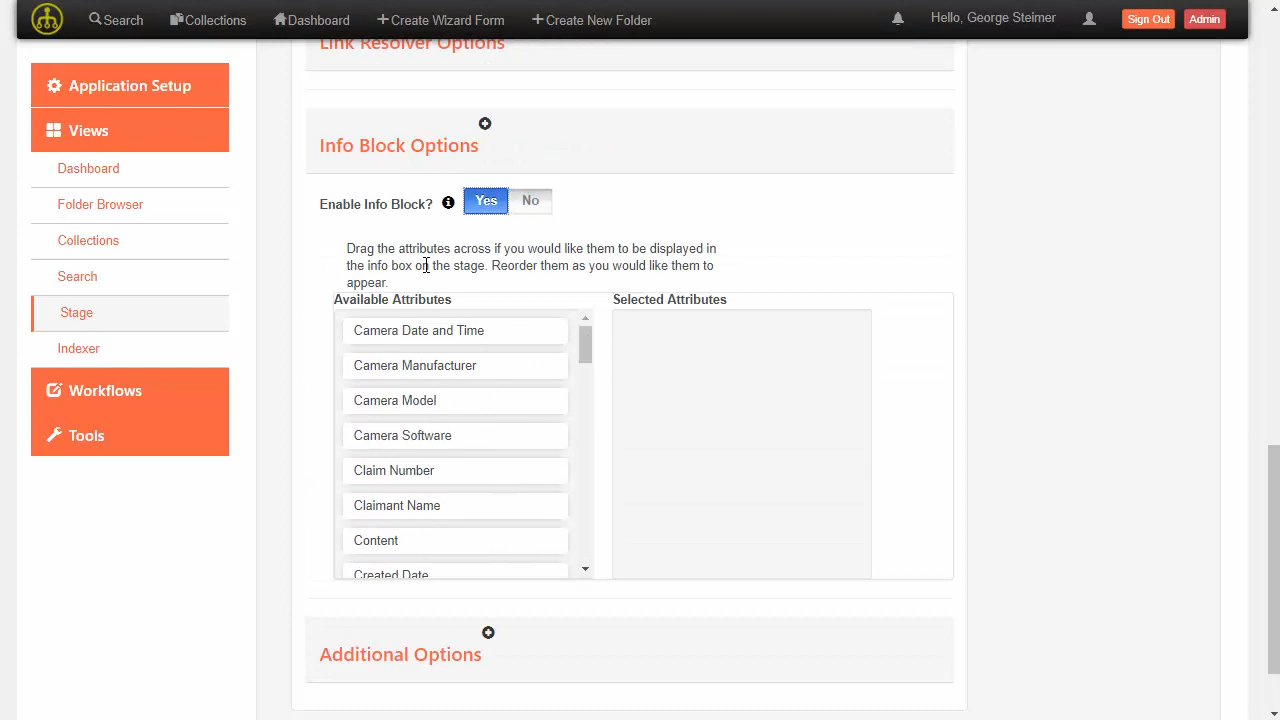 Search Collections Dashboard Create Wizard Form Create New Folder Hello, George Steimer Sign Out Admin
Application Setup
Views
Dashboard
Folder Browser
Collections
Search
Stage
Indexer
Workflows
Tools
Link Resolver Options
Info Block Options
Enable Info Block? Yes No
Drag the attributes across if you would like them to be displayed in
the info box on the stage. Reorder them as you would like them to
appear.
Available Attributes Selected Attributes
Camera Date and Time
Camera Manufacturer
Camera Model
Camera Software
Claim Number
Claimant Name
Content
Created Date
Additional Options